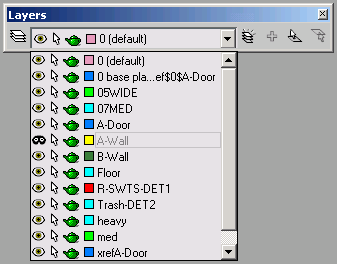 Layers
0 (default)
0 (default)
0 base pla...ef$0$A-Door
05WIDE
07MED
A-Door
A-Wall
B-Wall
Floor
R-SWTS-DET1
Trash-DET2
heavy
med
xrefA-Door